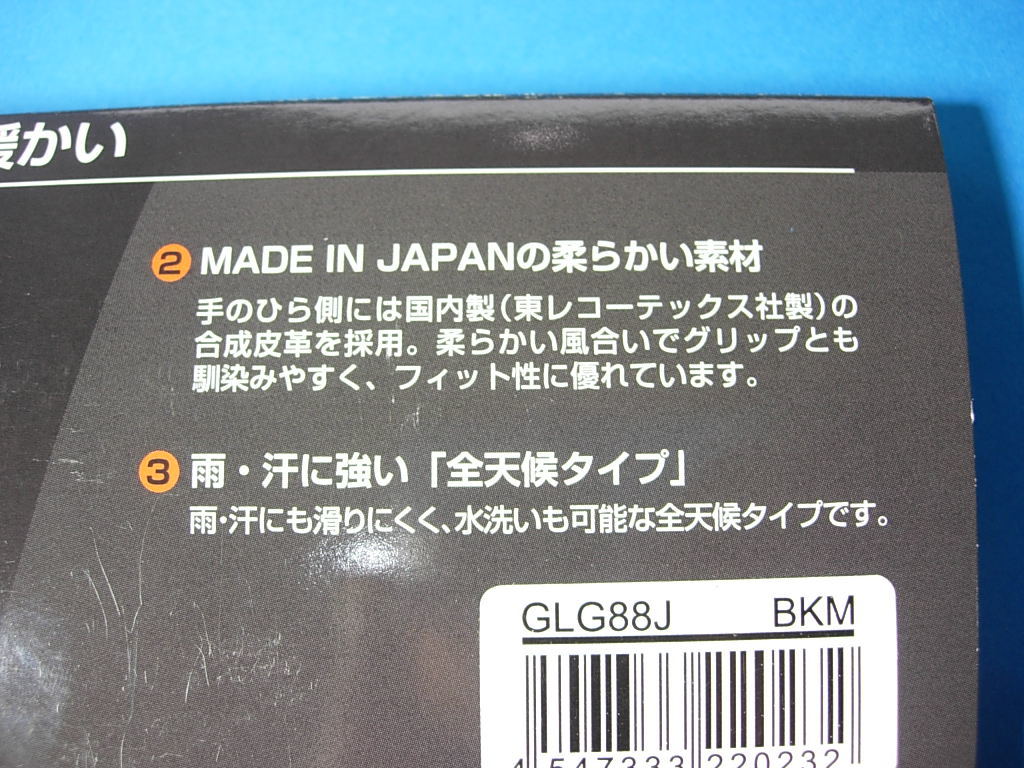 暖かい
2 MADE IN JAPANの柔らかい素材
手のひら側には国内製(東レコーテックス社製)の
合成皮革を採用。柔らかい風合いでグリップとも
馴染みやすく、フィット性に優れています。
3 雨・汗に強い「全天候タイプ」
雨・汗にも滑りにくく、水洗いも可能な全天候タイプです。
GLG88J BKM
4 547333 220232